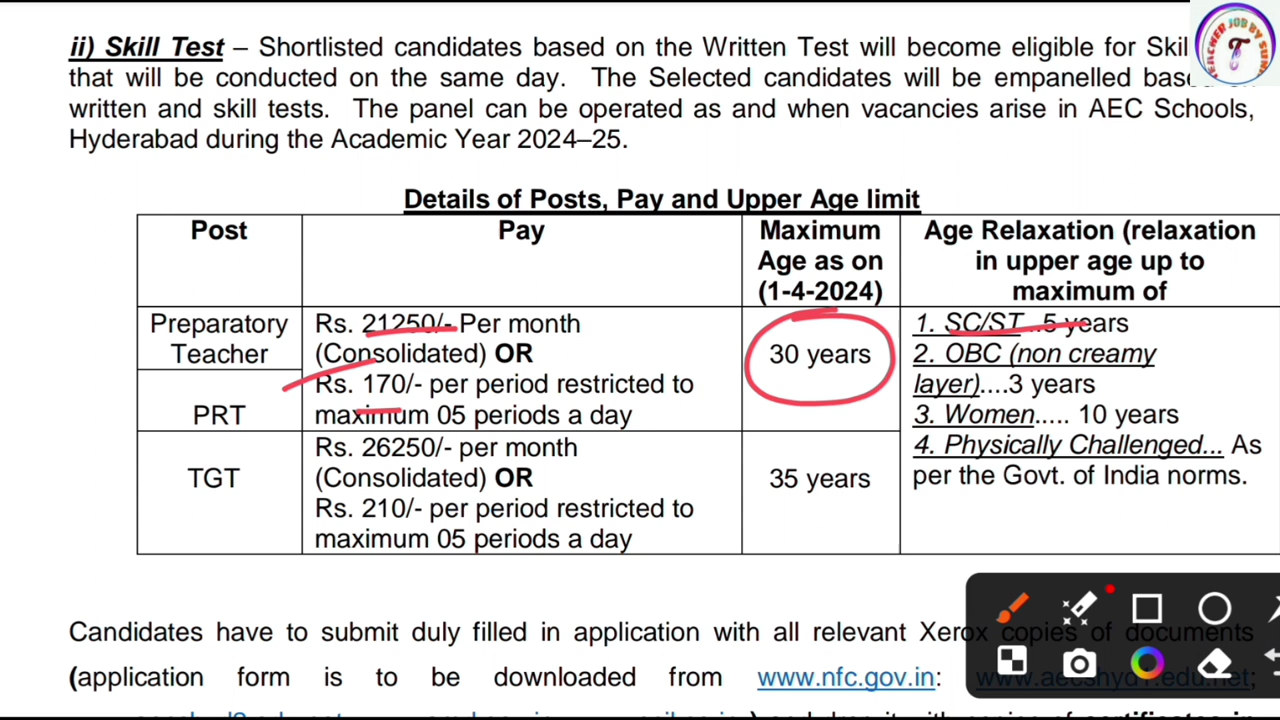 ii) Skill Test – Shortlisted candidates based on the Written Test will become eligible for Skil
that will be conducted on the same day. The Selected candidates will be empanelled based on
written and skill tests. The panel can be operated as and when vacancies arise in AEC Schools,
Hyderabad during the Academic Year 2024–25.
TEACHER JOB BY
T
Details of Posts, Pay and Upper Age limit
Post
Pay
Maximum
Age as on
(1-4-2024)
Age Relaxation (relaxation
in upper age up to
maximum of
Preparatory
Teacher
PRT
Rs. 21250/- Per month
(Consolidated) OR
Rs. 170/- per period restricted to
maximum 05 periods a day
30 years
1. SC/ST...5 years
2. OBC (non creamy
layer)....3 years
3. Women..... 10 years
4. Physically Challenged... As
per the Govt. of India norms.
TGT
Rs. 26250/- per month
(Consolidated) OR
Rs. 210/- per period restricted to
maximum 05 periods a day
35 years
Candidates have to submit duly filled in application with all relevant Xerox copies of documents
(application form is to be downloaded from www.nfc.gov.in: